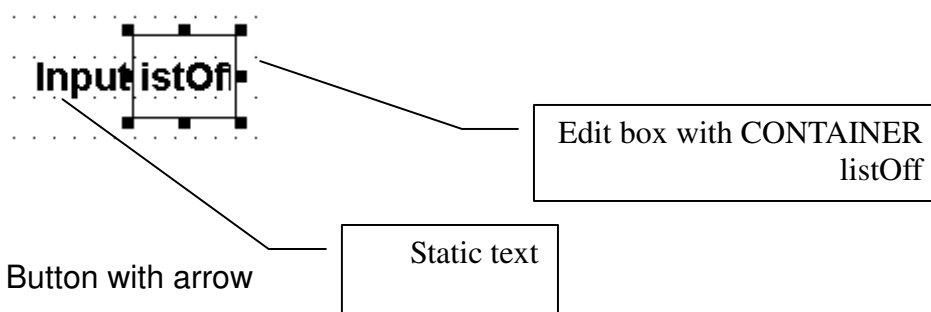 Input istOf
Edit box with CONTAINER
listOff
Static text
Button with arrow